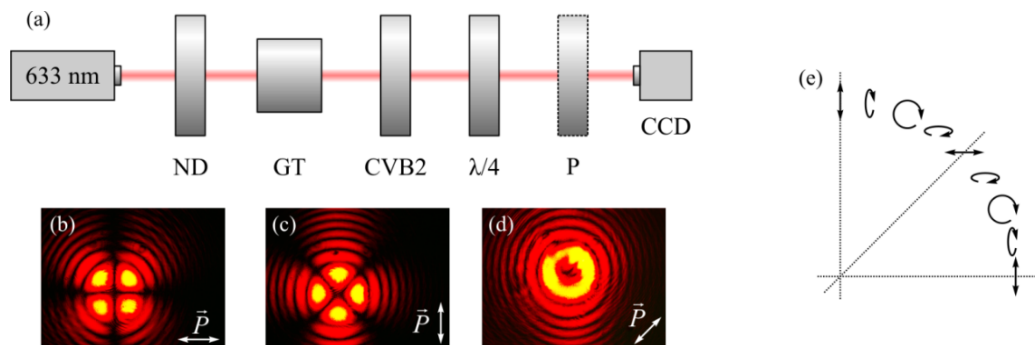 (a)
633 nm
ND
GT
CVB2
λ/4
P
CCD
(b)
P⃗
(c)
P⃗
(d)
P⃗
(e)